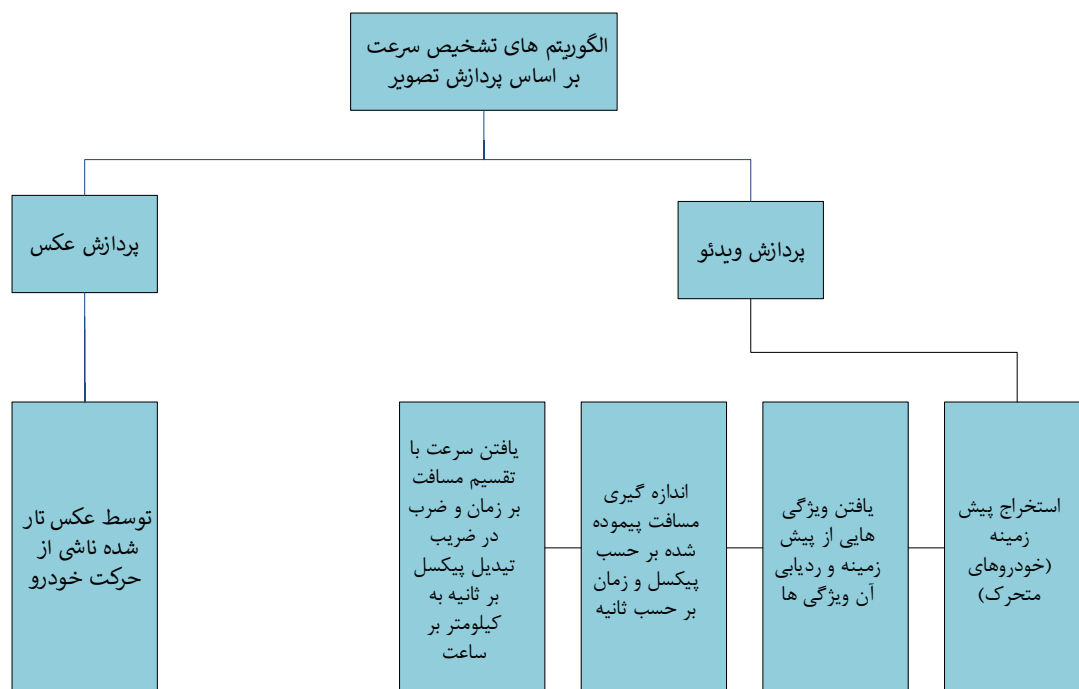 الگوریتم های تشخیص سرعت
بر اساس پردازش تصویر
پردازش ویدئو
پردازش عکس
استخراج پیش
زمینه
(خودروهای
متحرک)
یافتن ویژگی
هایی از پیش
زمینه و ردیابی
آن ویژگی ها
اندازه گیری
مسافت پیموده
شده بر حسب
پیکسل و زمان
بر حسب ثانیه
یافتن سرعت با
تقسیم مسافت
بر زمان و ضرب
در ضریب
تبدیل پیکسل
بر ثانیه به
کیلومتر بر
ساعت
توسط عکس تار
شده ناشی از
حرکت خودرو